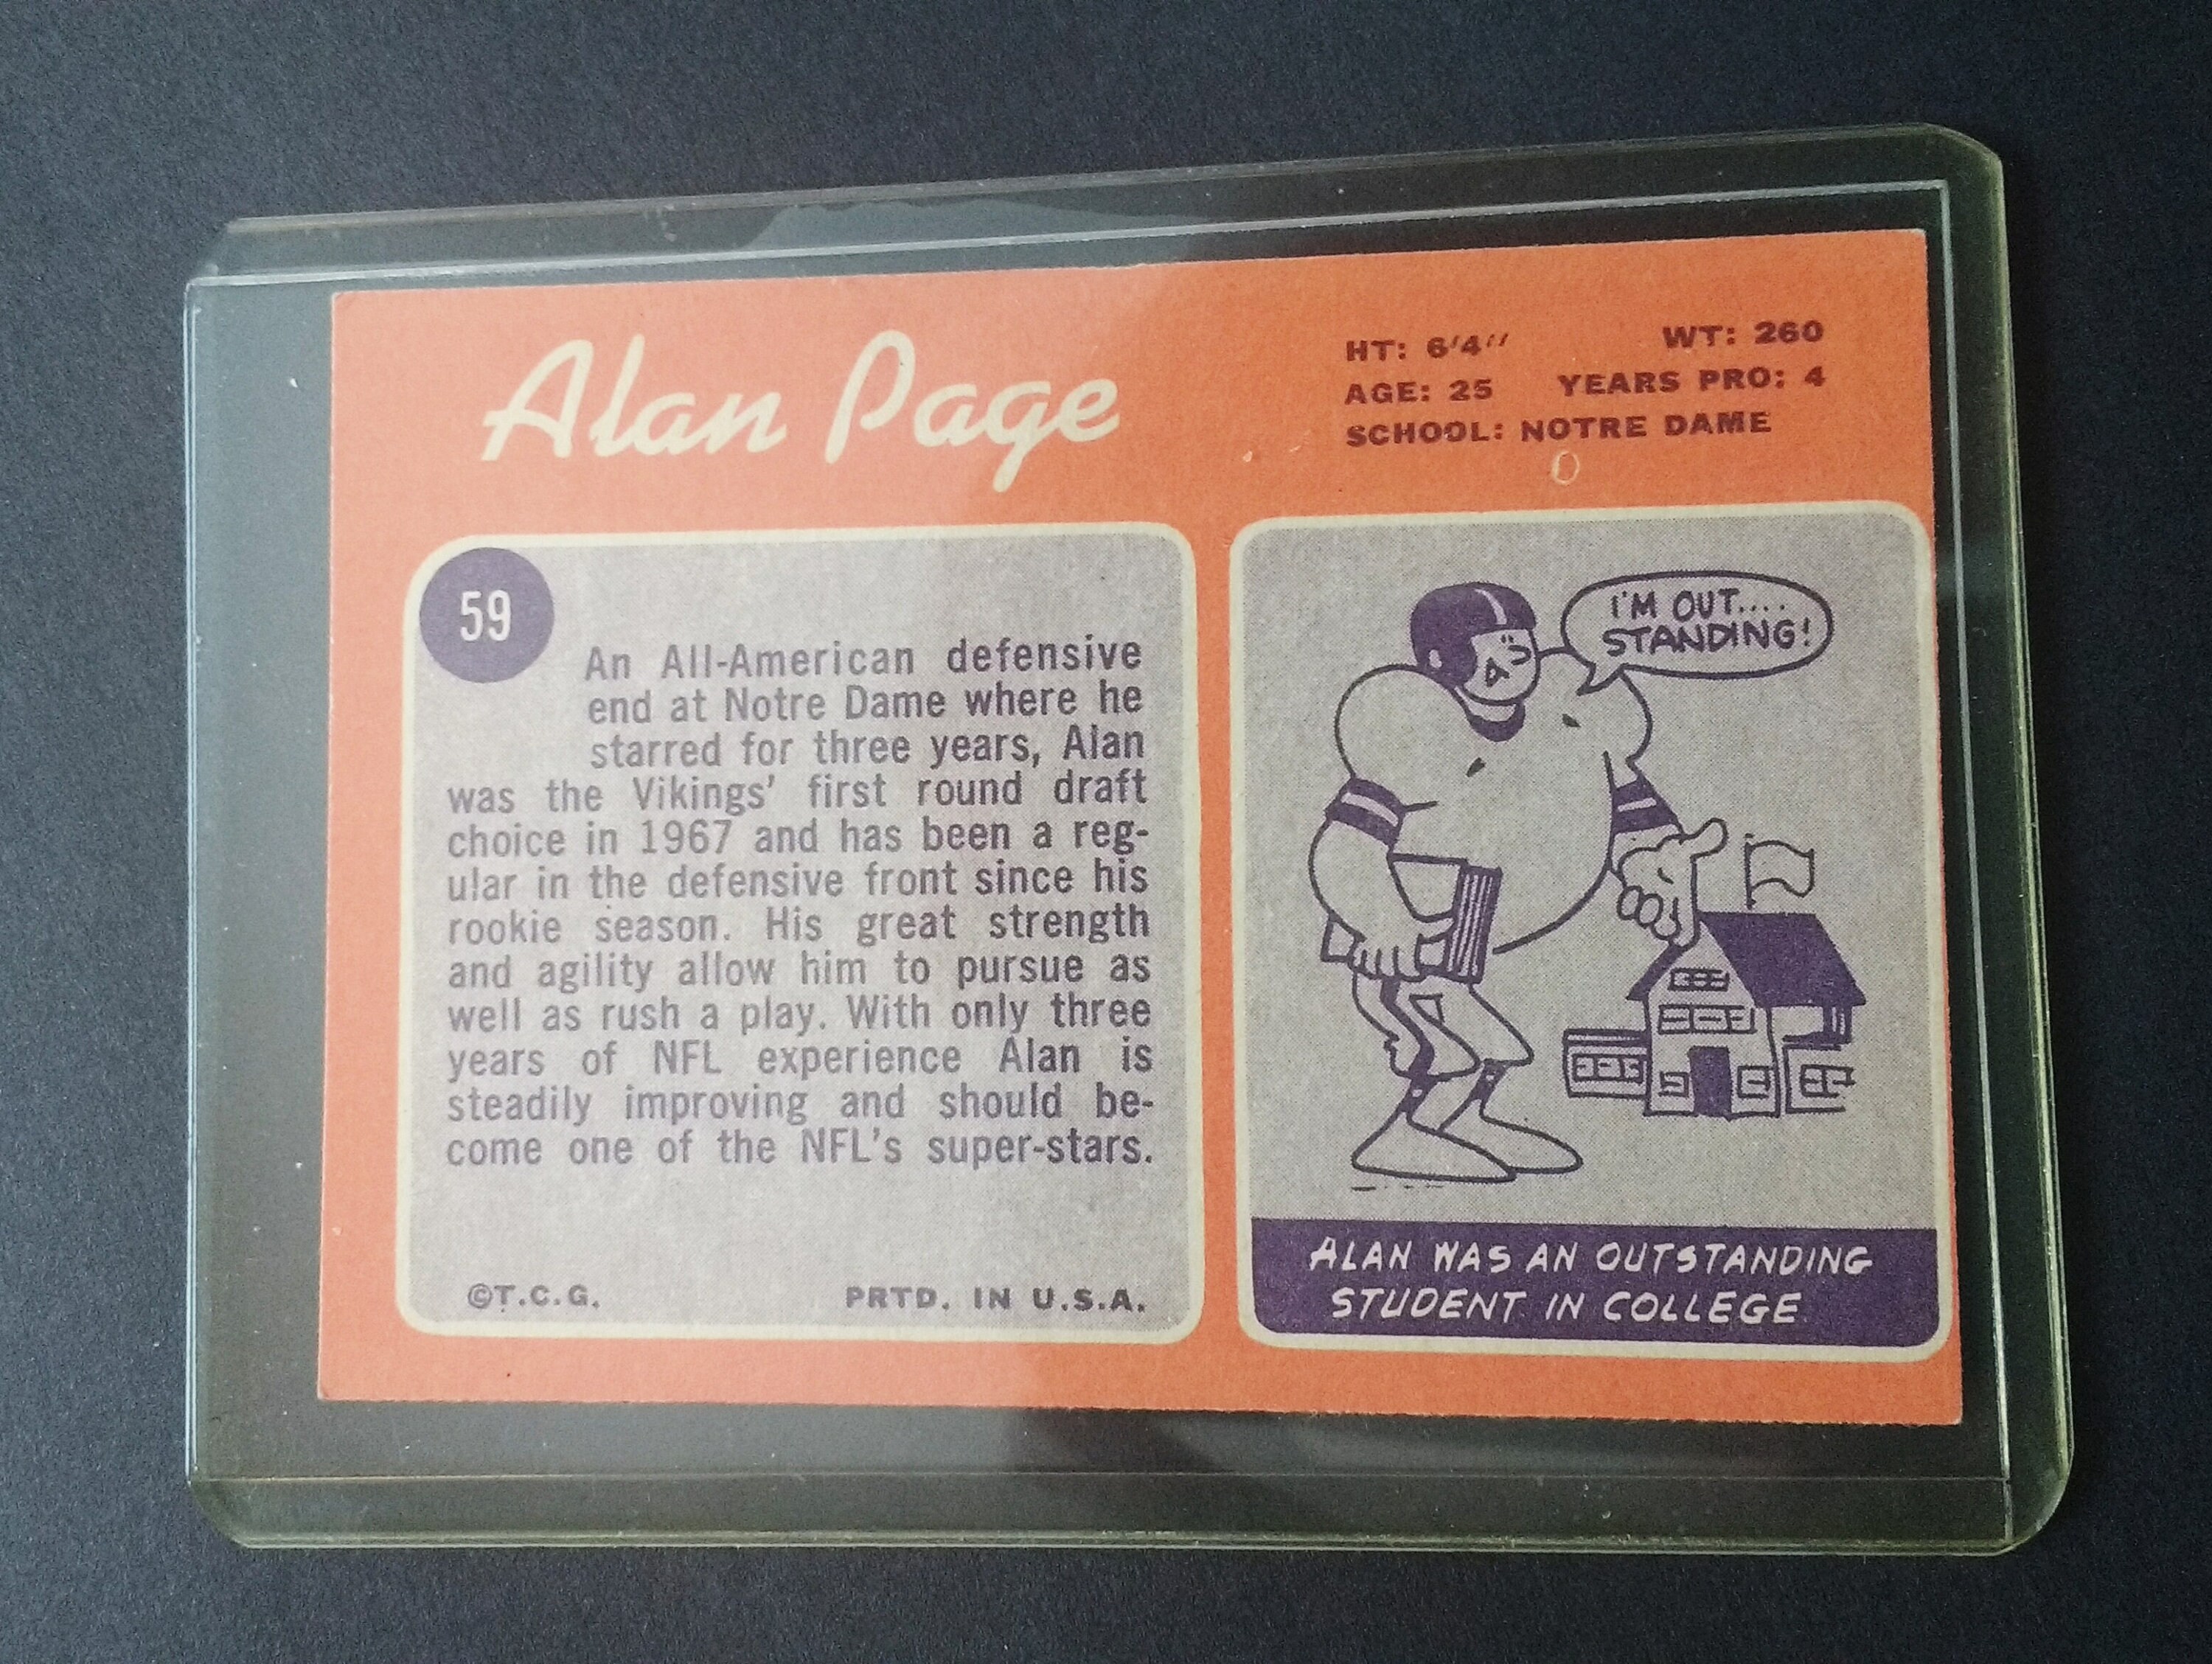 Alan Page
HT: 6'4" WT: 260
AGE: 25 YEARS PRO: 4
SCHOOL: NOTRE DAME
59
An All-American defensive
end at Notre Dame where he
starred for three years, Alan
was the Vikings' first round draft
choice in 1967 and has been a reg-
ular in the defensive front since his
rookie season. His great strength
and agility allow him to pursue as
well as rush a play. With only three
years of NFL experience Alan is
steadily improving and should be-
come one of the NFL's super-stars.
©T.C.G. PRTD. IN U.S.A.
I'M OUT....
STANDING!
ALAN WAS AN OUTSTANDING
STUDENT IN COLLEGE